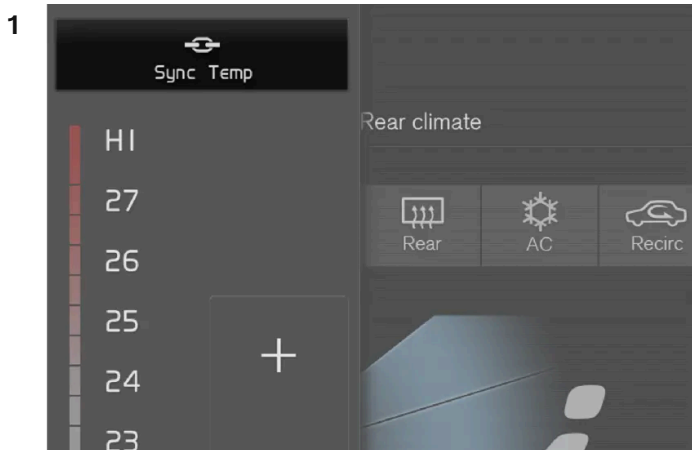 1
Sync Temp
Rear climate
HI
27
Rear
AC
Recirc
26
25
+
24
23